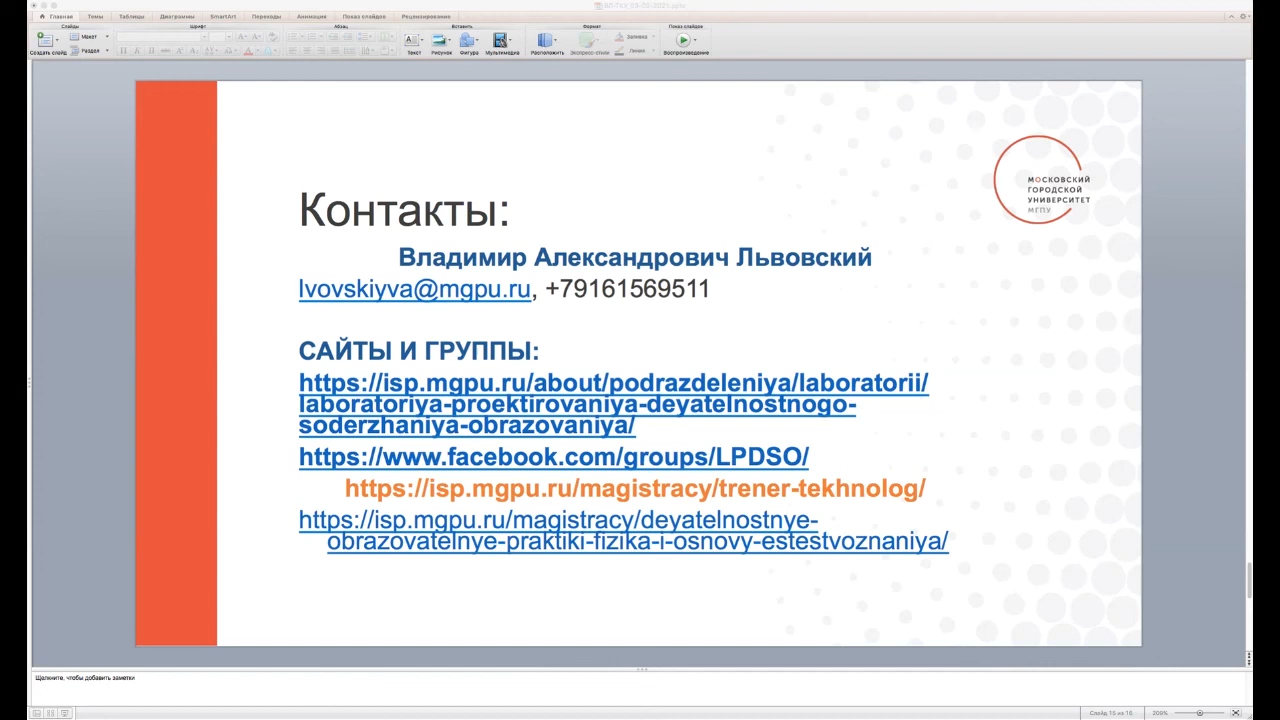 Главная Темы Таблицы Диаграммы SmartArt Переходы Анимация Показ слайдов Рецензирование
Слайды Шрифт Абзац Вставить Формат Показ слайдов
Макет
Раздел
Заливка
Линия
Создать слайд Текст Рисунок Фигура Мультимедиа Расположить Экспресс-стили Воспроизведение
МОСКОВСКИЙ
ГОРОДСКОЙ
УНИВЕРСИТЕТ
МГПУ
Контакты:
Владимир Александрович Львовский
lvovskiyva@mgpu.ru, +79161569511
САЙТЫ И ГРУППЫ:
https://isp.mgpu.ru/about/podrazdeleniya/laboratorii/
laboratoriya-proektirovaniya-deyatelnostnogo-
soderzhaniya-obrazovaniya/
https://www.facebook.com/groups/LPDSO/
https://isp.mgpu.ru/magistracy/trener-tekhnolog/
https://isp.mgpu.ru/magistracy/deyatelnostnye-
obrazovatelnye-praktiki-fizika-i-osnovy-estestvoznaniya/
Щелкните, чтобы добавить заметки
200%